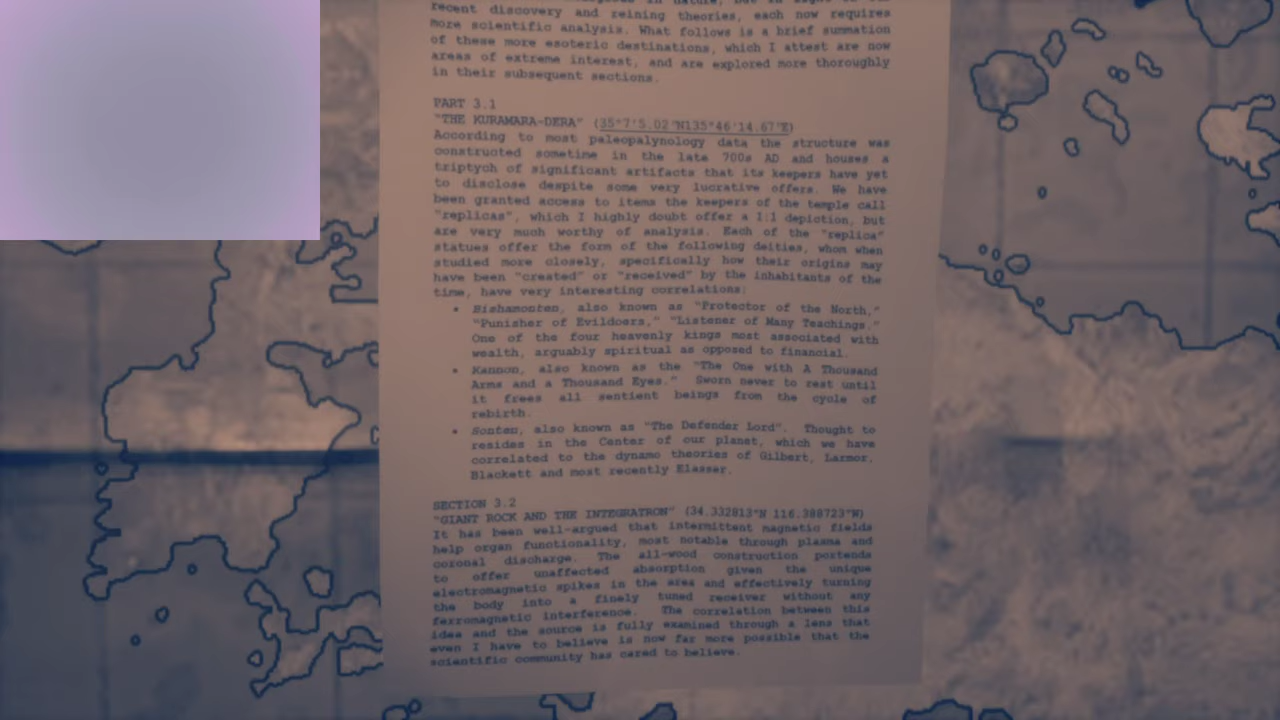 recent discovery and reining theories, each now requires
more scientific analysis. What follows is a brief summation
of these more esoteric destinations, which I attest are now
areas of extreme interest, and are explored more thoroughly
in their subsequent sections.
PART 3.1
"THE KURAMARA-DERA" (35°7'5.02"N135°46'14.67"E)
According to most paleopalynology data the structure was
constructed sometime in the late 700s AD and houses a
triptych of significant artifacts that its keepers have yet
to disclose despite some very lucrative offers. We have
been granted access to items the keepers of the temple call
"replicas", which I highly doubt offer a 1:1 depiction, but
are very much worthy of analysis. Each of the "replica"
statues offer the form of the following deities, whom when
studied more closely, specifically how their origins may
have been "created" or "received" by the inhabitants of the
time, have very interesting correlations:
• Bishamonten, also known as "Protector of the North,"
"Punisher of Evildoers," "Listener of Many Teachings."
One of the four heavenly kings most associated with
wealth, arguably spiritual as opposed to financial.
• Kannon, also known as the "The One with A Thousand
Arms and a Thousand Eyes." Sworn never to rest until
it frees all sentient beings from the cycle of
rebirth.
• Sonten, also known as "The Defender Lord". Thought to
resides in the Center of our planet, which we have
correlated to the dynamo theories of Gilbert, Larmor,
Blackett and most recently Elasser.
SECTION 3.2
"GIANT ROCK AND THE INTEGRATRON" (34.332813°N 116.388723°W)
It has been well-argued that intermittent magnetic fields
help organ functionality, most notable through plasma and
coronal discharge. The all-wood construction portends
to offer unaffected absorption given the unique
electromagnetic spikes in the area and effectively turning
the body into a finely tuned receiver without any
ferromagnetic interference. The correlation between this
idea and the source is fully examined through a lens that
even I have to believe is now far more possible that the
scientific community has cared to believe.